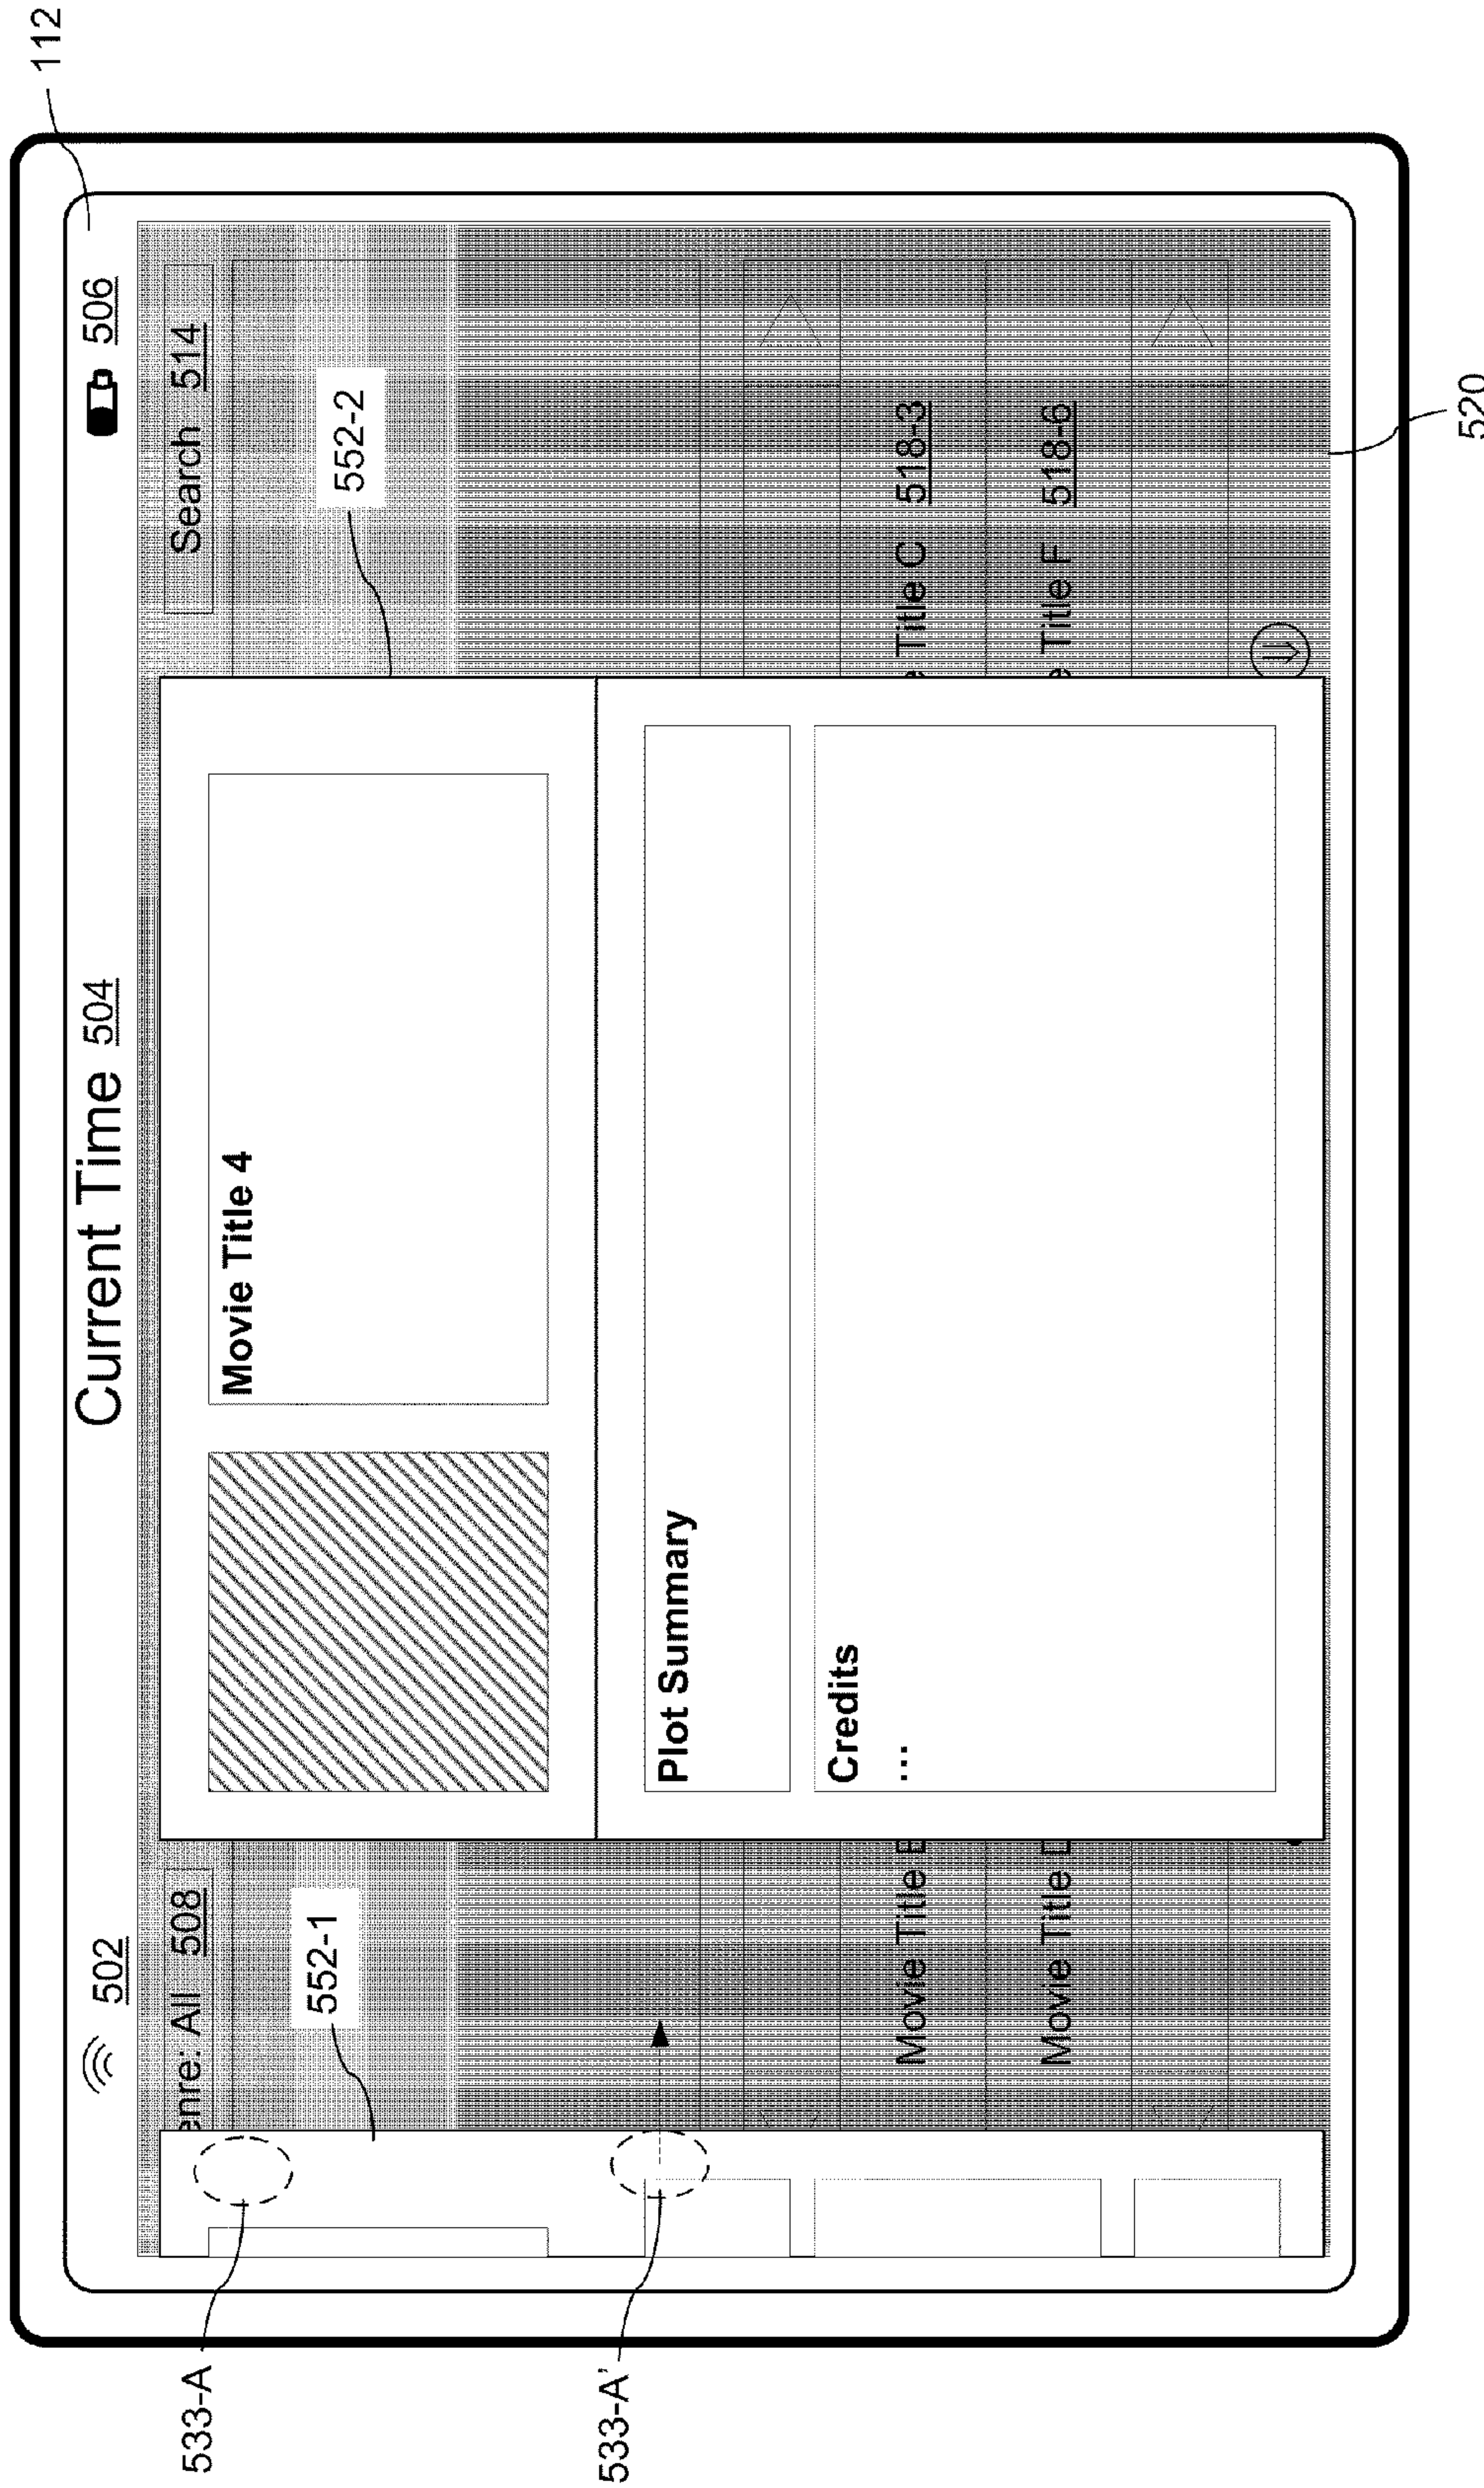 112
502
Current Time 504
506
enre: All 508
Search 514
552-1
552-2
533-A
Movie Title 4
533-A'
Plot Summary
Credits
...
Movie Title
e Title C 518-3
Movie Title
e Title F 518-6
520